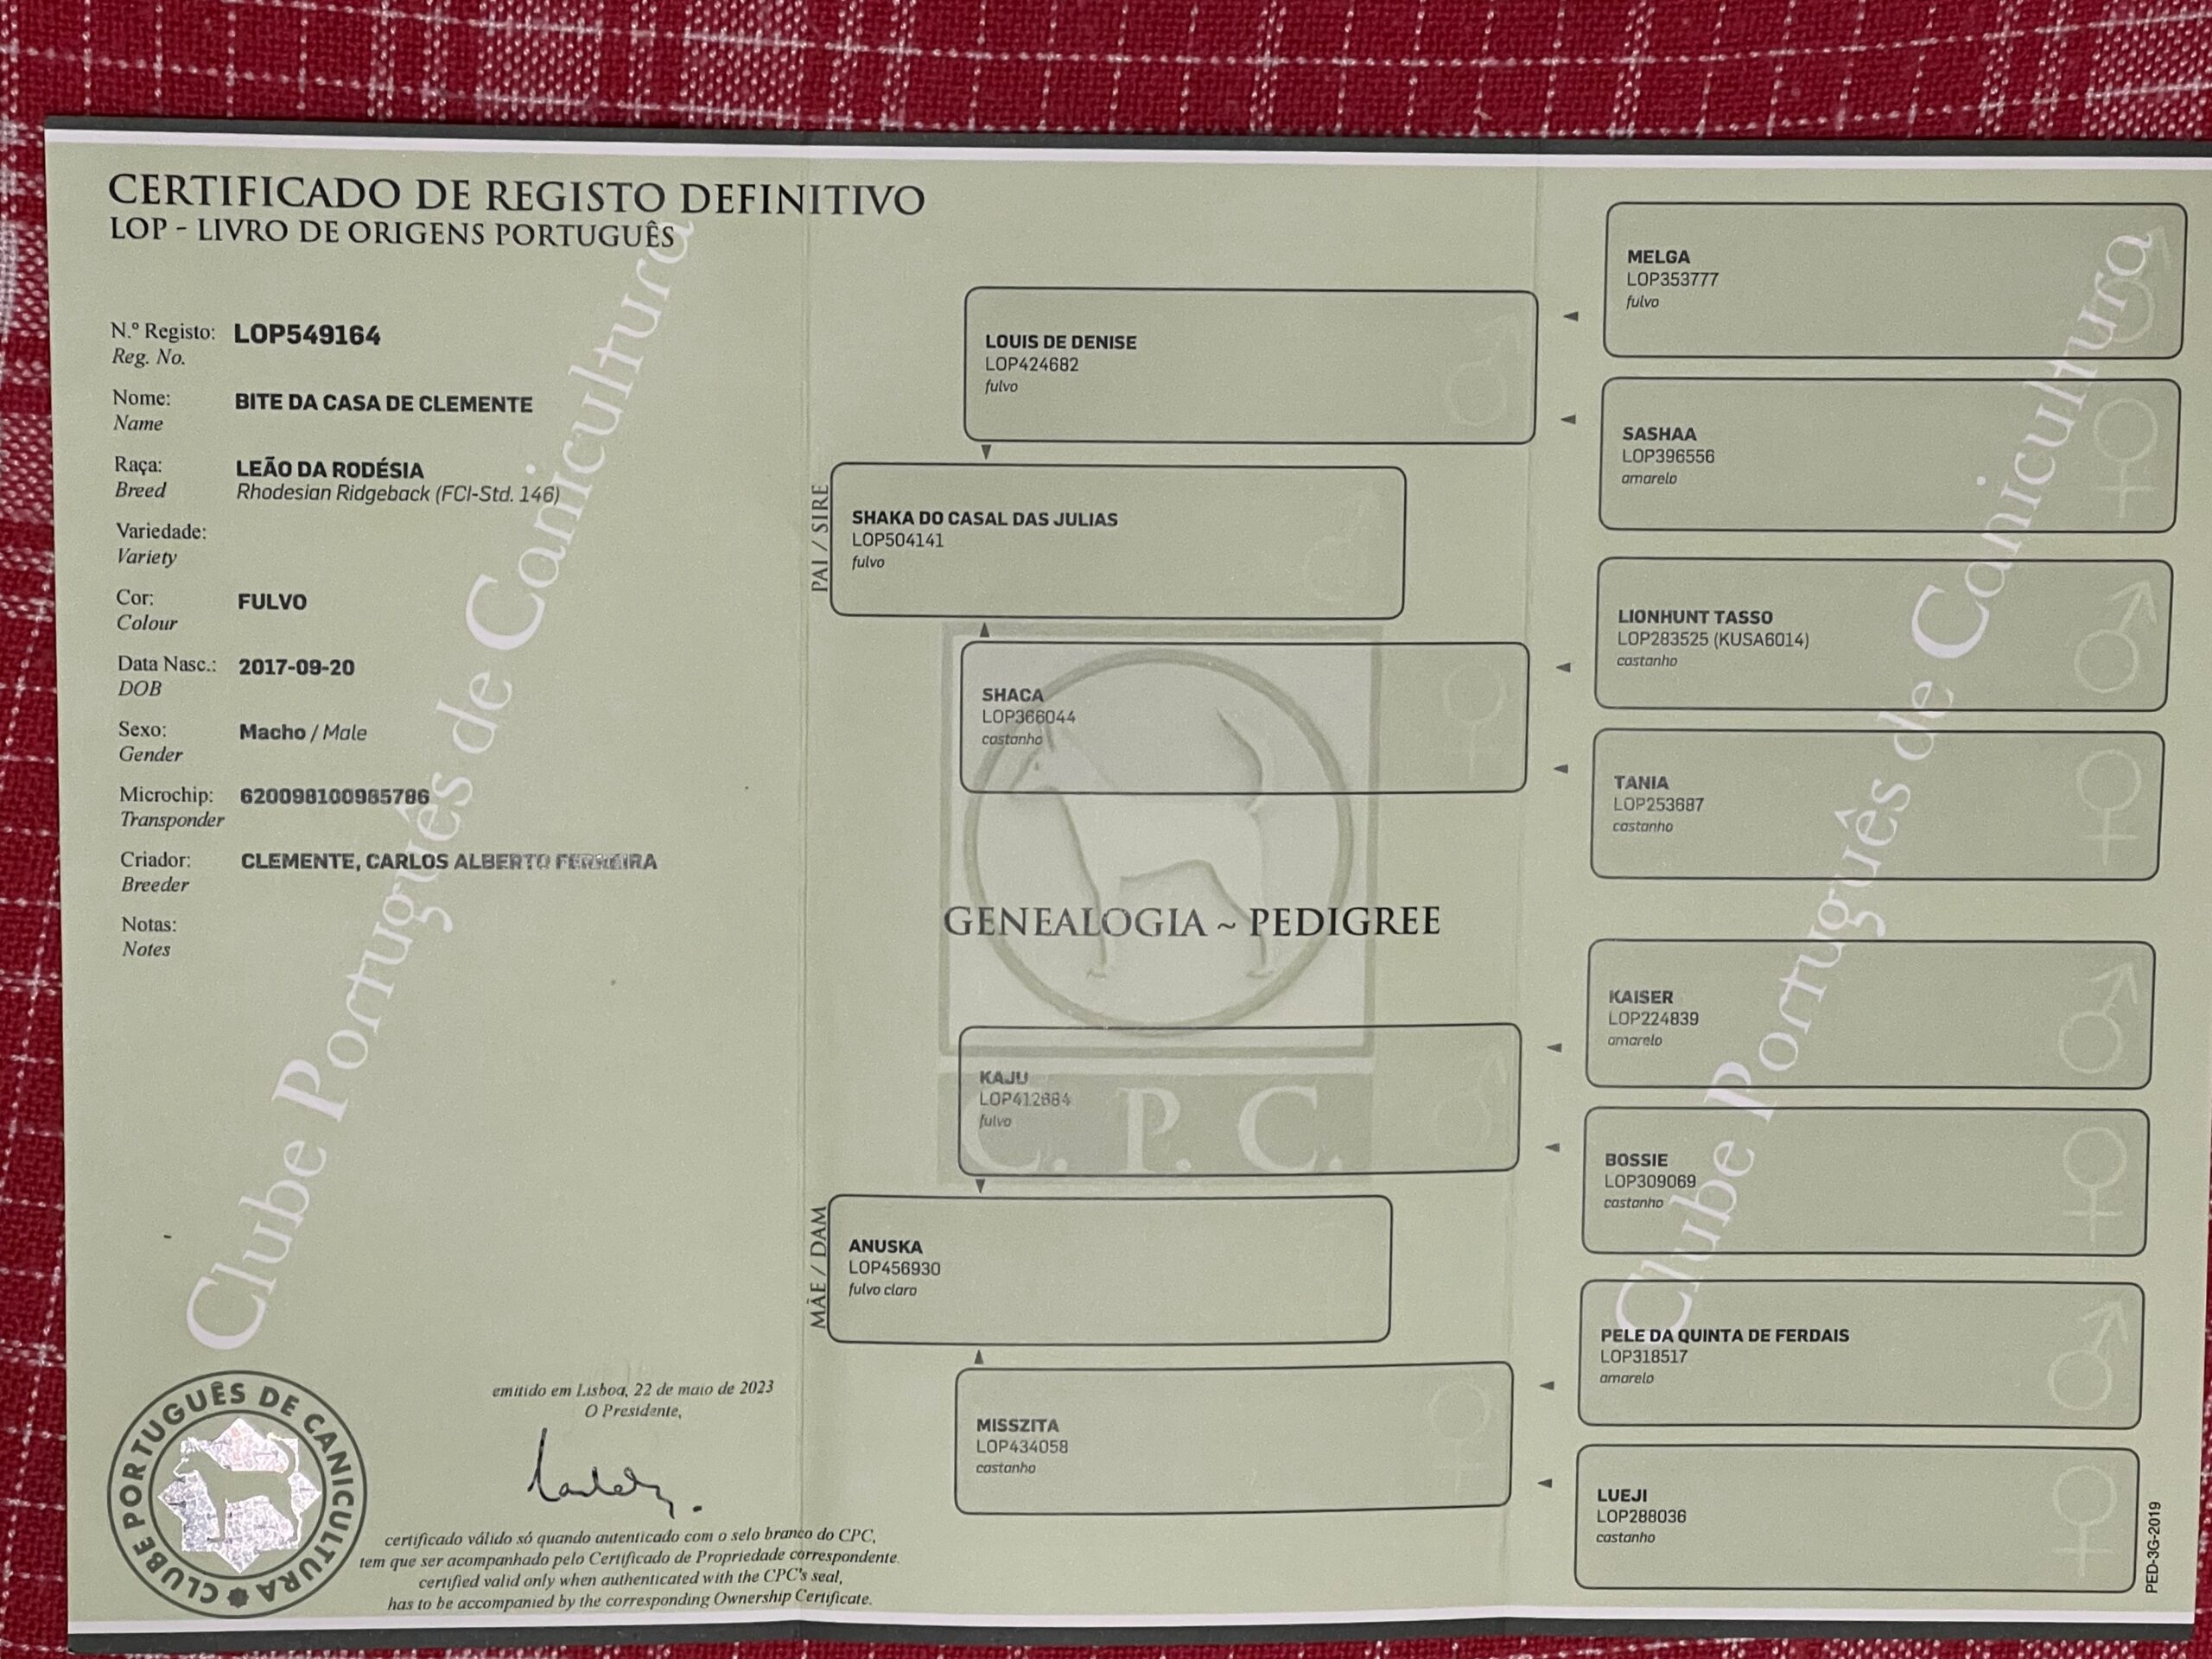 CERTIFICADO DE REGISTO DEFINITIVO
LOP - LIVRO DE ORIGENS PORTUGUÊS
N.º Registo: LOP549164
Reg. No.
Nome: BITE DA CASA DE CLEMENTE
Name
Raça: LEÃO DA RODÉSIA
Breed Rhodesian Ridgeback (FCI-Std. 146)
Variedade:
Variety
Cor: FULVO
Colour
Data Nasc.: 2017-09-20
DOB
Sexo: Macho / Male
Gender
Microchip: 620098100985786
Transponder
Criador: CLEMENTE, CARLOS ALBERTO FERREIRA
Breeder
Notas:
Notes
Clube Português de Canicultura
emitido em Lisboa, 22 de maio de 2023
O Presidente,
CLUBE PORTUGUÊS DE CANICULTURA
certificado válido só quando autenticado com o selo branco do CPC,
tem que ser acompanhado pelo Certificado de Propriedade correspondente.
certified valid only when authenticated with the CPC's seal,
has to be accompanied by the corresponding Ownership Certificate.
LOUIS DE DENISE
LOP424682
fulvo
PAI / SIRE
SHAKA DO CASAL DAS JULIAS
LOP504141
fulvo
SHACA
LOP366044
castanho
GENEALOGIA ~ PEDIGREE
KAJU
LOP412684
fulvo
C. P. C.
MÃE / DAM
ANUSKA
LOP456930
fulvo claro
MISSZITA
LOP434058
castanho
MELGA
LOP353777
fulvo
SASHAA
LOP396556
amarelo
LIONHUNT TASSO
LOP283525 (KUSA6014)
castanho
TANIA
LOP253687
castanho
KAISER
LOP224839
amarelo
BOSSIE
LOP309069
castanho
PELE DA QUINTA DE FERDAIS
LOP318517
amarelo
LUEJI
LOP288036
castanho
Clube Português de Canicultura
PED-3G-2019